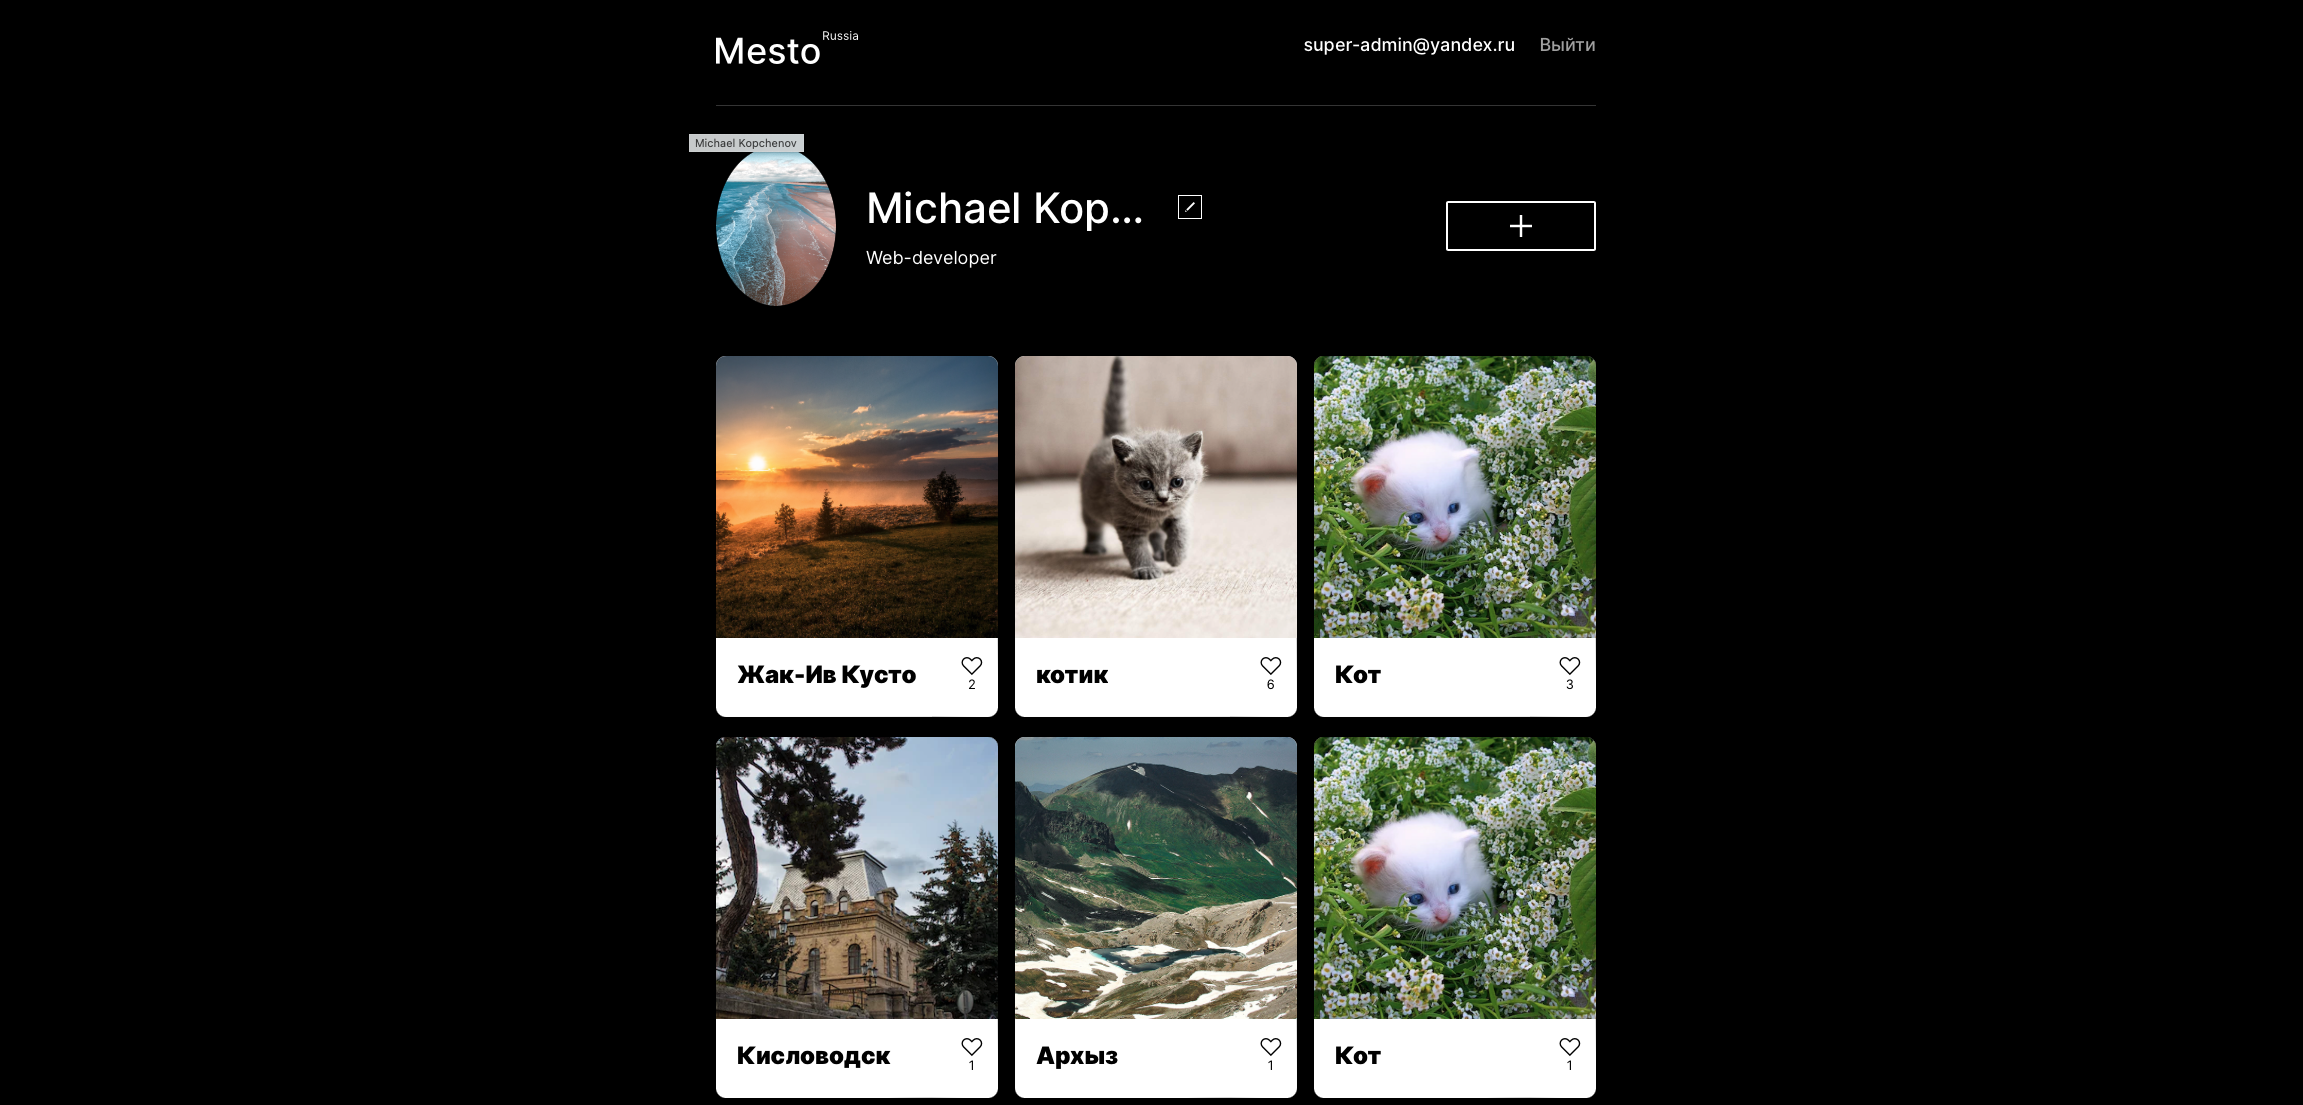 Mesto Russia
super-admin@yandex.ru Выйти
Michael Kopchenov
Michael Kop...
Web-developer
Жак-Ив Кусто 2
котик 6
Кот 3
Кисловодск 1
Архыз 1
Кот 1